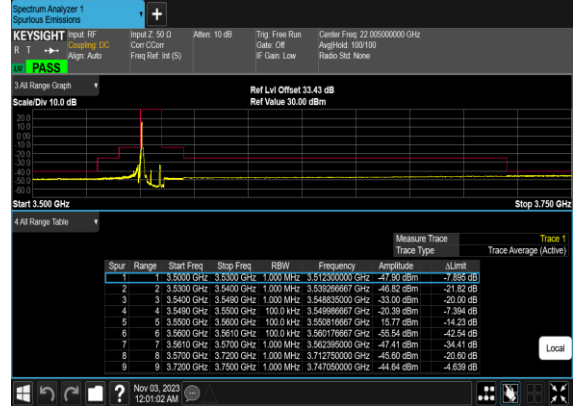 Spectrum Analyzer 1
Spurious Emissions
KEYSIGHT
Input: RF
Input Z: 50 Ω
Atten: 10 dB
Trig: Free Run
Center Freq: 22.005000000 GHz
R T
Coupling: DC
Corr CCorr
Gate: Off
Avg|Hold: 100/100
Align: Auto
Freq Ref: Int (S)
IF Gain: Low
Radio Std: None
PASS
3 All Range Graph
Ref Lvl Offset 33.43 dB
Scale/Div 10.0 dB
Ref Value 30.00 dBm
20.0
10.0
0.00
-10.0
-20.0
-30.0
-40.0
-50.0
-60.0
Start 3.500 GHz
Stop 3.750 GHz
4 All Range Table
Measure Trace Trace 1
Trace Type Trace Average (Active)
Spur Range Start Freq Stop Freq RBW Frequency Amplitude ΔLimit
1 1 3.5000 GHz 3.5300 GHz 1.000 MHz 3.512300000 GHz -47.90 dBm -7.895 dB
2 2 3.5300 GHz 3.5400 GHz 1.000 MHz 3.539266667 GHz -46.82 dBm -21.82 dB
3 3 3.5400 GHz 3.5490 GHz 1.000 MHz 3.548835000 GHz -33.00 dBm -20.00 dB
4 4 3.5490 GHz 3.5500 GHz 100.0 kHz 3.549986667 GHz -20.39 dBm -7.394 dB
5 5 3.5500 GHz 3.5600 GHz 100.0 kHz 3.550816667 GHz 15.77 dBm -14.23 dB
6 6 3.5600 GHz 3.5610 GHz 100.0 kHz 3.560176667 GHz -55.54 dBm -42.54 dB
7 7 3.5610 GHz 3.5700 GHz 1.000 MHz 3.562395000 GHz -47.41 dBm -34.41 dB
8 8 3.5700 GHz 3.7200 GHz 1.000 MHz 3.712750000 GHz -45.60 dBm -20.60 dB
9 9 3.7200 GHz 3.7500 GHz 1.000 MHz 3.747050000 GHz -44.64 dBm -4.639 dB
Local
Nov 03, 2023
12:01:02 AM